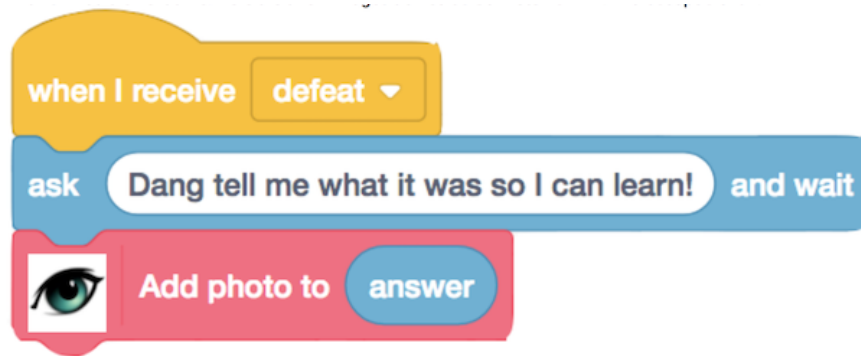 when I receive defeat
ask Dang tell me what it was so I can learn! and wait
Add photo to answer